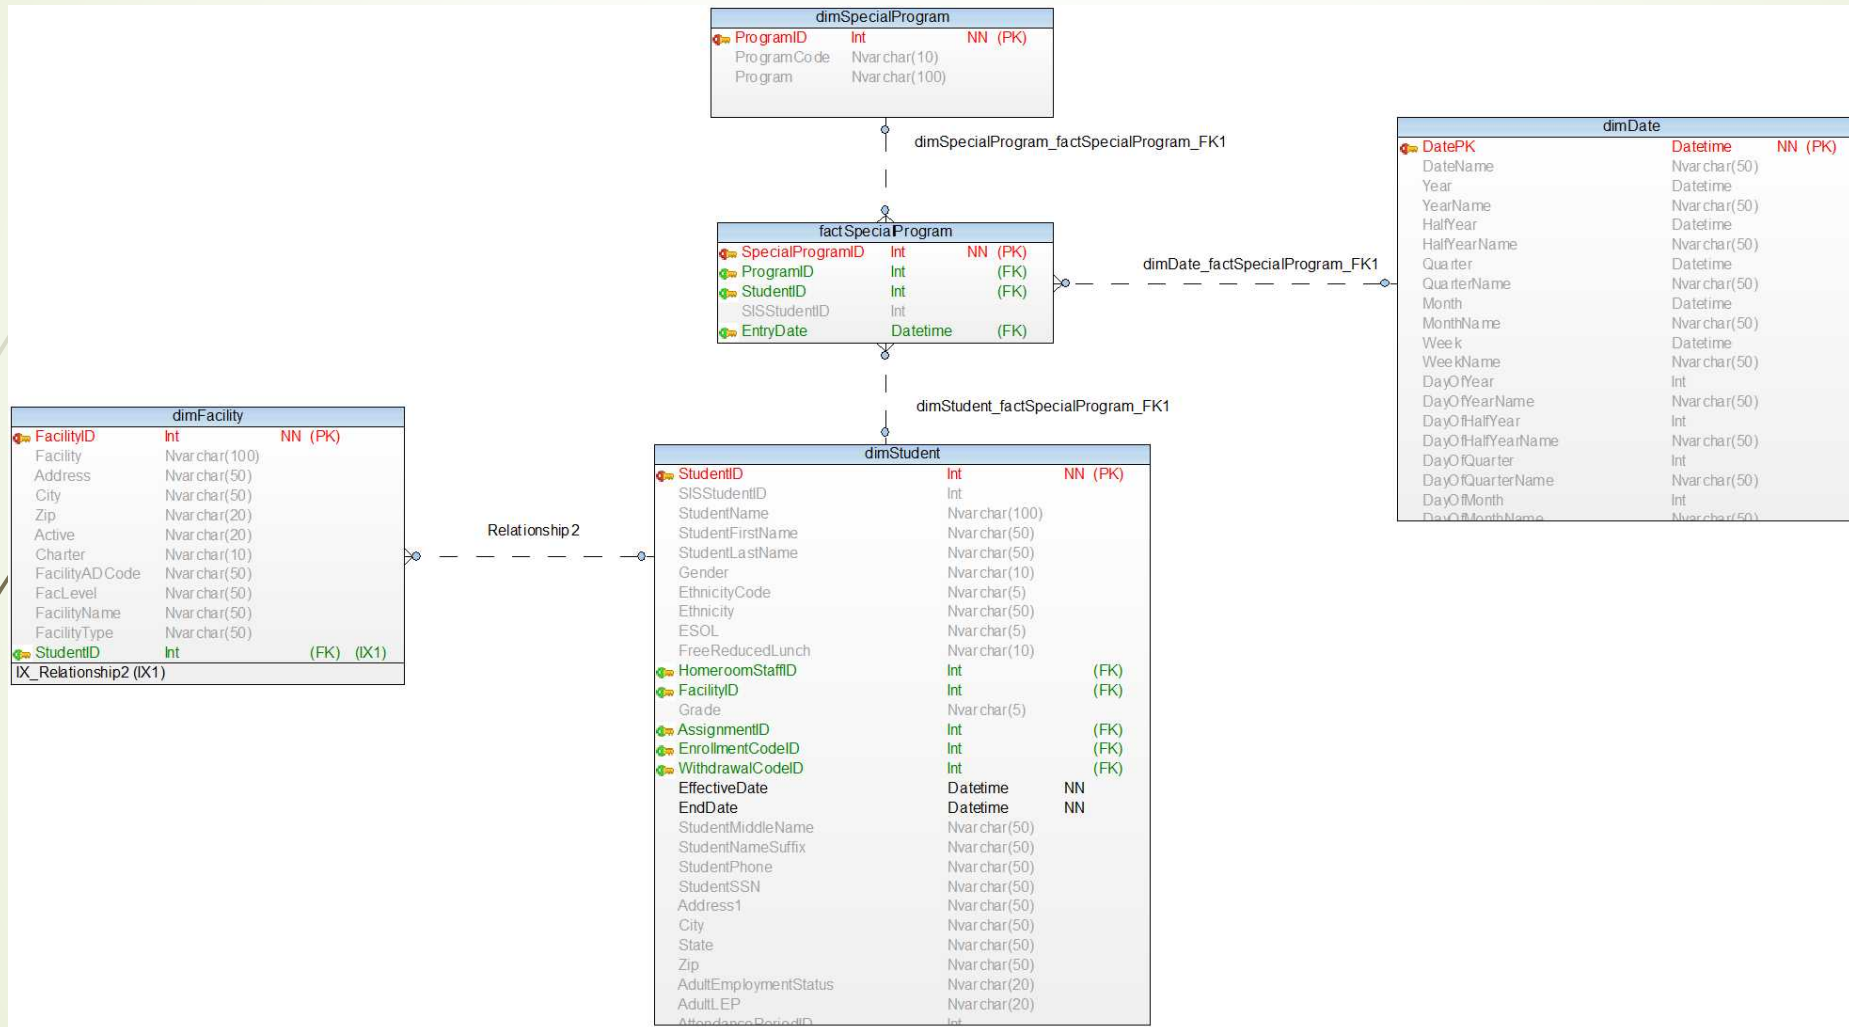 dimSpecialProgram
ProgramID Int NN (PK)
ProgramCode Nvarchar(10)
Program Nvarchar(100)
dimSpecialProgram_factSpecialProgram_FK1
factSpecialProgram
SpecialProgramID Int NN (PK)
ProgramID Int (FK)
StudentID Int (FK)
SISStudentID Int
EntryDate Datetime (FK)
dimDate_factSpecialProgram_FK1
dimDate
DatePK Datetime NN (PK)
DateName Nvarchar(50)
Year Datetime
YearName Nvarchar(50)
HalfYear Datetime
HalfYearName Nvarchar(50)
Quarter Datetime
QuarterName Nvarchar(50)
Month Datetime
MonthName Nvarchar(50)
Week Datetime
WeekName Nvarchar(50)
DayOfYear Int
DayOfYearName Nvarchar(50)
DayOfHalfYear Int
DayOfHalfYearName Nvarchar(50)
DayOfQuarter Int
DayOfQuarterName Nvarchar(50)
DayOfMonth Int
DayOfMonthName Nvarchar(50)
dimStudent_factSpecialProgram_FK1
dimFacility
FacilityID Int NN (PK)
Facility Nvarchar(100)
Address Nvarchar(50)
City Nvarchar(50)
Zip Nvarchar(20)
Active Nvarchar(20)
Charter Nvarchar(10)
FacilityADCode Nvarchar(50)
FacLevel Nvarchar(50)
FacilityName Nvarchar(50)
FacilityType Nvarchar(50)
StudentID Int (FK) (IX1)
IX_Relationship2 (IX1)
Relationship2
dimStudent
StudentID Int NN (PK)
SISStudentID Int
StudentName Nvarchar(100)
StudentFirstName Nvarchar(50)
StudentLastName Nvarchar(50)
Gender Nvarchar(10)
EthnicityCode Nvarchar(5)
Ethnicity Nvarchar(50)
ESOL Nvarchar(5)
FreeReducedLunch Nvarchar(10)
HomeroomStaffID Int (FK)
FacilityID Int (FK)
Grade Nvarchar(5)
AssignmentID Int (FK)
EnrollmentCodeID Int (FK)
WithdrawalCodeID Int (FK)
EffectiveDate Datetime NN
EndDate Datetime NN
StudentMiddleName Nvarchar(50)
StudentNameSuffix Nvarchar(50)
StudentPhone Nvarchar(50)
StudentSSN Nvarchar(50)
Address1 Nvarchar(50)
City Nvarchar(50)
State Nvarchar(50)
Zip Nvarchar(50)
AdultEmploymentStatus Nvarchar(20)
AdultLEP Nvarchar(20)
AttendancePeriodID Int